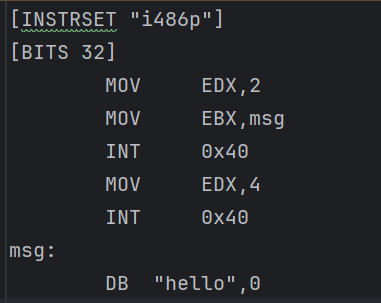 [INSTRSET "i486p"]
[BITS 32]
MOV EDX,2
MOV EBX,msg
INT 0x40
MOV EDX,4
INT 0x40
msg:
DB "hello",0